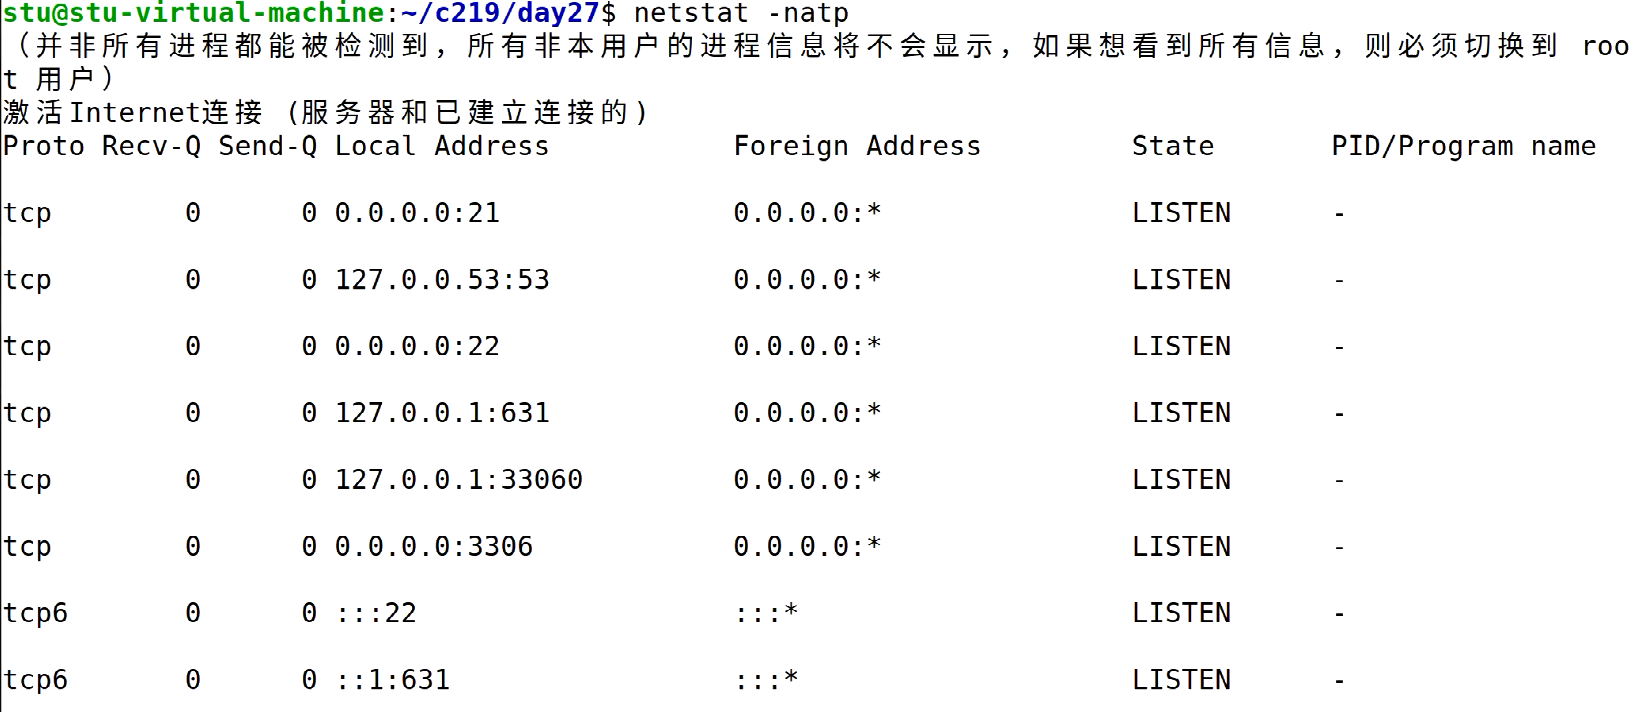 stu@stu-virtual-machine:~/c219/day27$ netstat -natp
（并非所有进程都能被检测到，所有非本用户的进程信息将不会显示，如果想看到所有信息，则必须切换到 roo
t 用户）
激活Internet连接 (服务器和已建立连接的)
Proto Recv-Q Send-Q Local Address           Foreign Address         State       PID/Program name
tcp        0      0 0.0.0.0:21              0.0.0.0:*               LISTEN      -
tcp        0      0 127.0.0.53:53           0.0.0.0:*               LISTEN      -
tcp        0      0 0.0.0.0:22              0.0.0.0:*               LISTEN      -
tcp        0      0 127.0.0.1:631           0.0.0.0:*               LISTEN      -
tcp        0      0 127.0.0.1:33060         0.0.0.0:*               LISTEN      -
tcp        0      0 0.0.0.0:3306            0.0.0.0:*               LISTEN      -
tcp6       0      0 :::22                   :::*                    LISTEN      -
tcp6       0      0 ::1:631                 :::*                    LISTEN      -